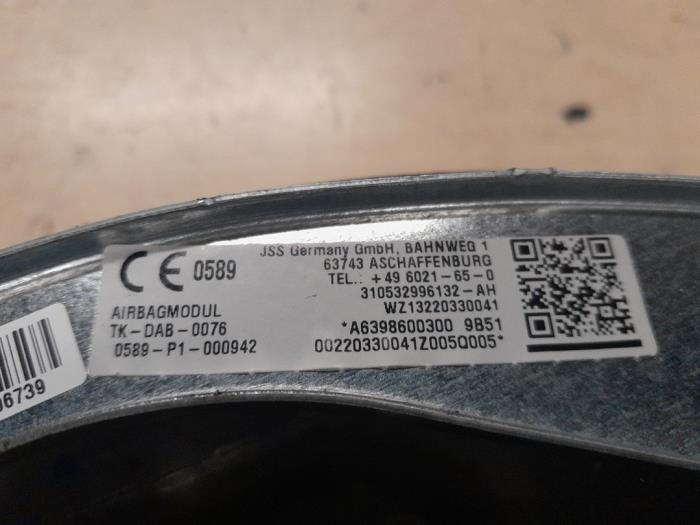 CE 0589
AIRBAGMODUL
TK-DAB-0076
0589-P1-000942
JSS Germany GmbH, BAHNWEG 1
63743 ASCHAFFENBURG
TEL.: +49 6021-65-0
310532996132-AH
WZ13220330041
*A6398600300 9B51
00220330041Z005Q005*
06739